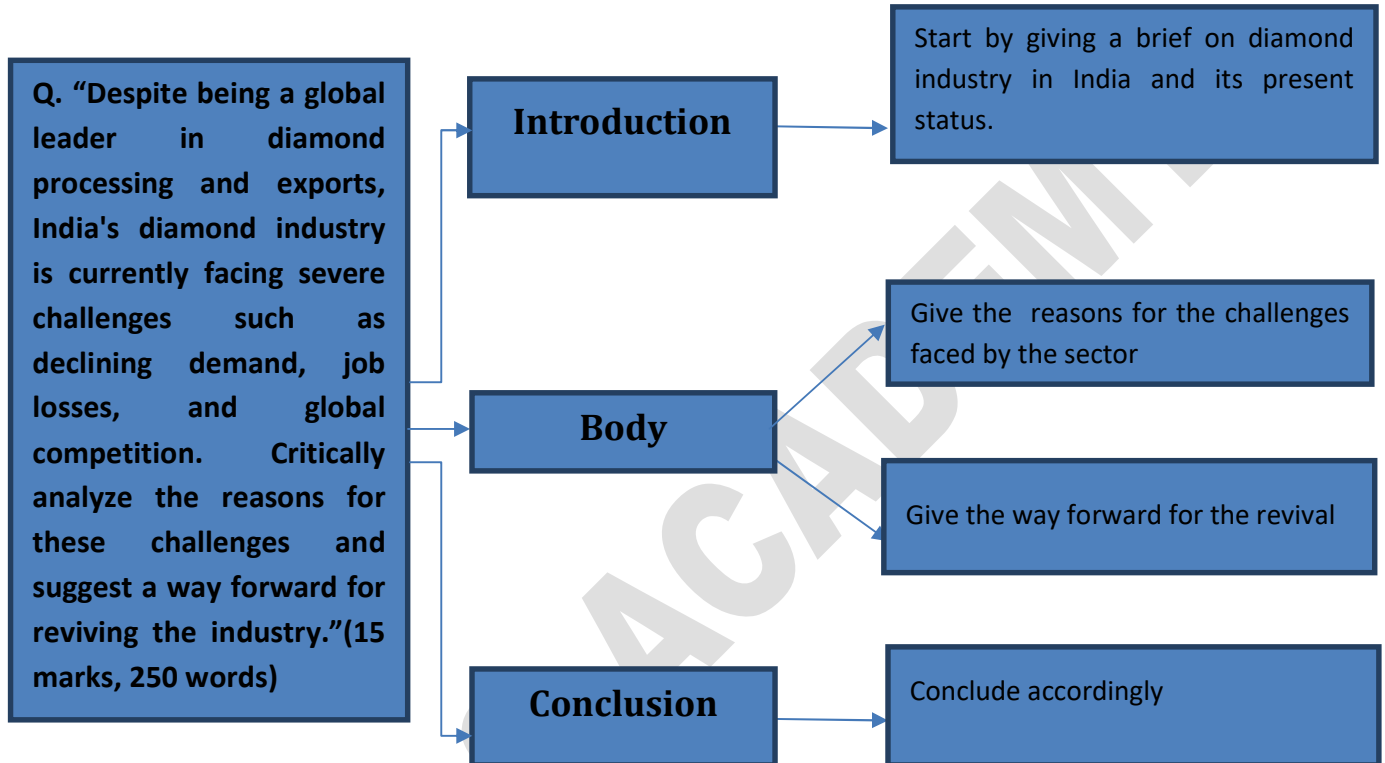 Q. “Despite being a global
leader in diamond
processing and exports,
India's diamond industry
is currently facing severe
challenges such as
declining demand, job
losses, and global
competition. Critically
analyze the reasons for
these challenges and
suggest a way forward for
reviving the industry.”(15
marks, 250 words)
Introduction
Start by giving a brief on diamond
industry in India and its present
status.
Body
Give the reasons for the challenges
faced by the sector
Give the way forward for the revival
Conclusion
Conclude accordingly
ACADEMY